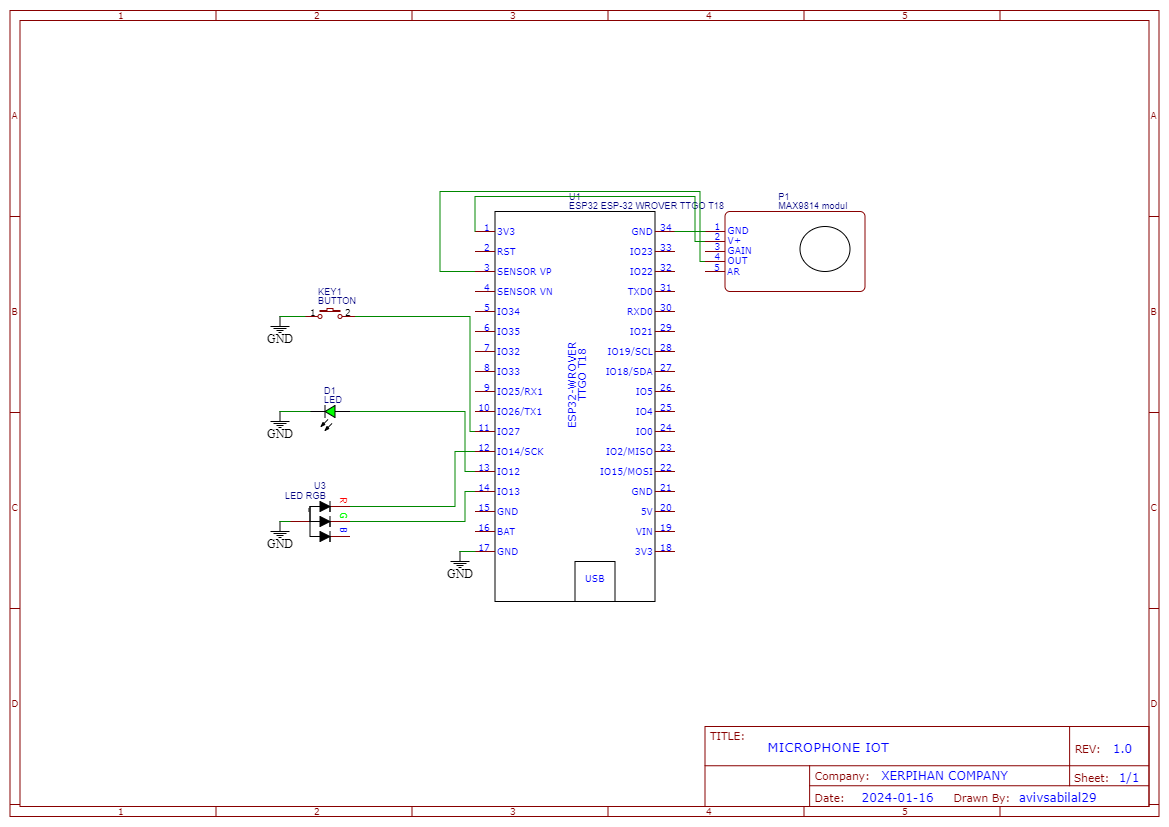 1 2 3 4 5
A A
U1 P1
ESP32 ESP-32 WROVER TTGO T18 MAX9814 modul
1 3V3 GND 34
2 RST IO23 33
3 SENSOR VP IO22 32
4 SENSOR VN TXD0 31
5 IO34 RXD0 30
6 IO35 IO21 29
7 IO32 IO19/SCL 28
8 IO33 IO18/SDA 27
9 IO25/RX1 IO5 26
10 IO26/TX1 IO4 25
11 IO27 IO0 24
12 IO14/SCK IO2/MISO 23
13 IO12 IO15/MOSI 22
14 IO13 GND 21
15 GND 5V 20
16 BAT VIN 19
17 GND 3V3 18
GND
ESP32-WROVER
TTGO T18
USB
1 GND
2 V+
3 GAIN
4 OUT
5 AR
KEY1
BUTTON
1 2
GND
B B
D1
LED
GND
U3
LED RGB
R
G
B
GND
C C
D D
TITLE:
MICROPHONE IOT
REV: 1.0
Company: XERPIHAN COMPANY
Sheet: 1/1
Date: 2024-01-16 Drawn By: avivsabilal29
1 2 3 4 5